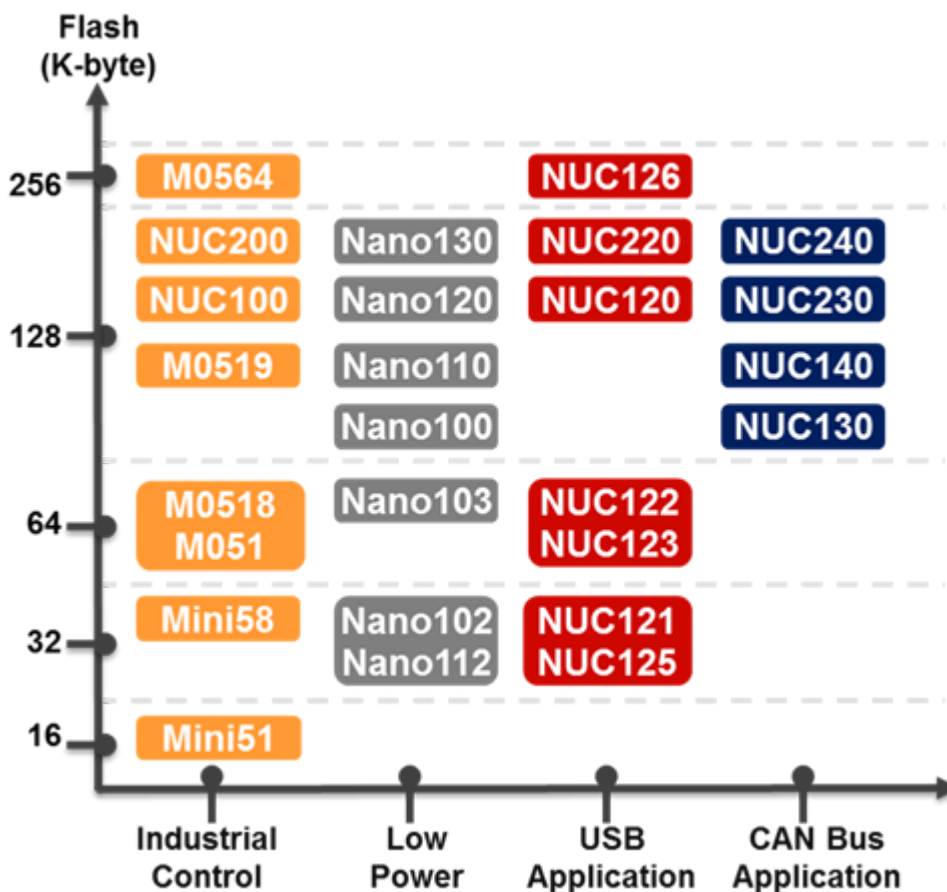 Flash
(K-byte)
256
M0564
NUC126
NUC200
Nano130
NUC220
NUC240
NUC100
Nano120
NUC120
NUC230
128
M0519
Nano110
NUC140
Nano100
NUC130
64
M0518
M051
Nano103
NUC122
NUC123
32
Mini58
Nano102
Nano112
NUC121
NUC125
16
Mini51
Industrial
Control
Low
Power
USB
Application
CAN Bus
Application